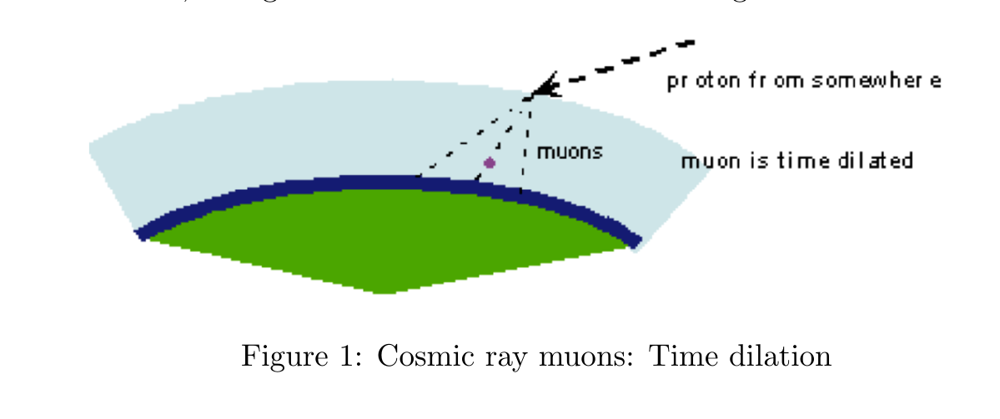 proton from somewhere
muons
muon is time dilated
Figure 1: Cosmic ray muons: Time dilation